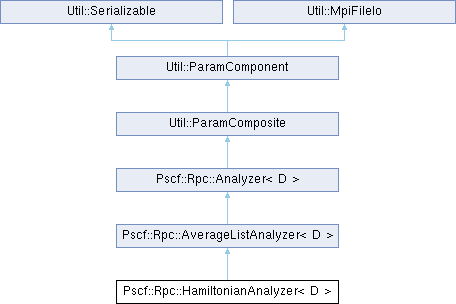 Util::Serializable
Util::MpiFileIo
Util::ParamComponent
Util::ParamComposite
Pscf::Rpc::Analyzer< D >
Pscf::Rpc::AverageListAnalyzer< D >
Pscf::Rpc::HamiltonianAnalyzer< D >